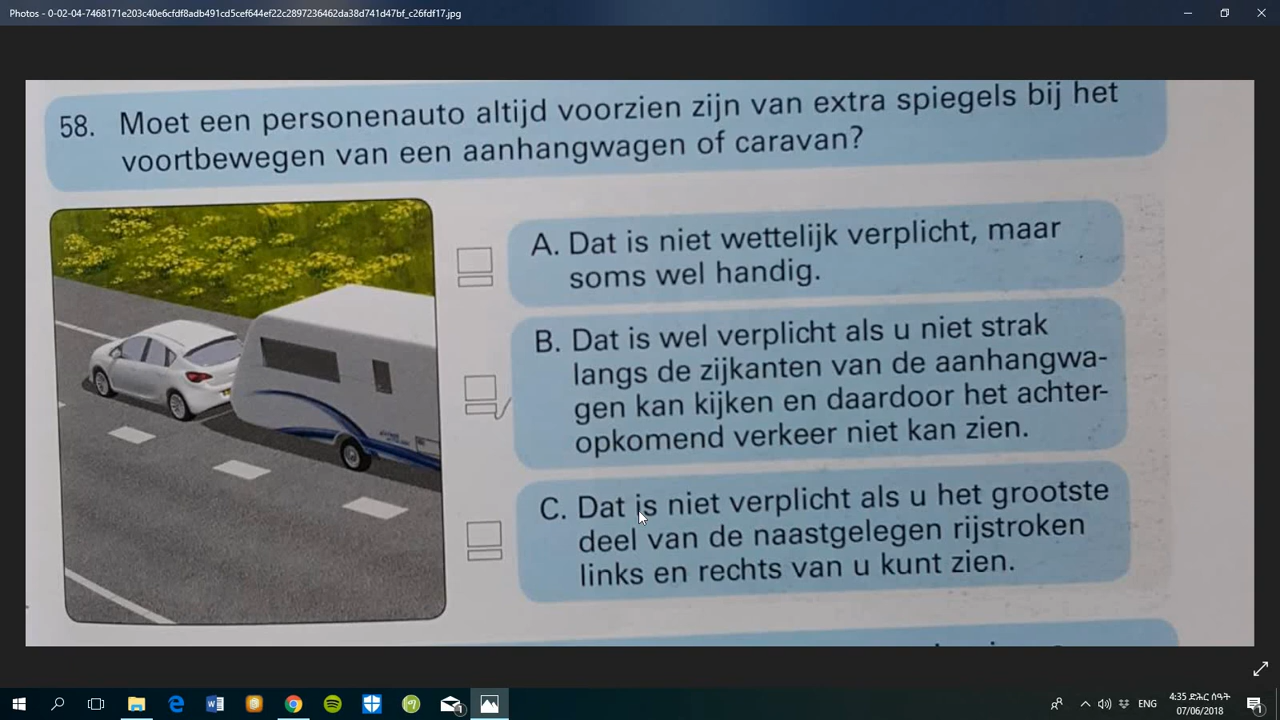 Photos - 0-02-04-7468171e203c40e6cfdf8adb491cd5cef644ef22c2897236462da38d741d47bf_c26fdf17.jpg
58. Moet een personenauto altijd voorzien zijn van extra spiegels bij het
voortbewegen van een aanhangwagen of caravan?
A. Dat is niet wettelijk verplicht, maar
soms wel handig.
B. Dat is wel verplicht als u niet strak
langs de zijkanten van de aanhangwa-
gen kan kijken en daardoor het achter-
opkomend verkeer niet kan zien.
C. Dat is niet verplicht als u het grootste
deel van de naastgelegen rijstroken
links en rechts van u kunt zien.
ENG
4:35 ድሕር ሰዓት
07/06/2018